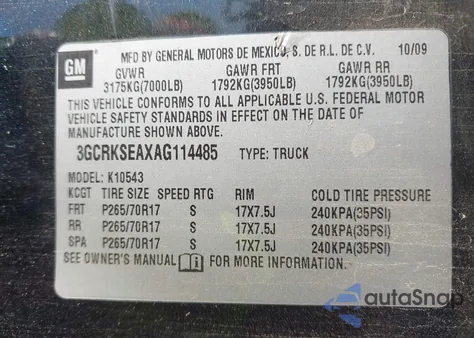 GM
MFD BY GENERAL MOTORS DE MEXICO, S. DE R.L. DE C.V. 10/09
GVWR GAWR FRT GAWR RR
3175KG(7000LB) 1792KG(3950LB) 1792KG(3950LB)
THIS VEHICLE CONFORMS TO ALL APPLICABLE U.S. FEDERAL MOTOR
VEHICLE SAFETY STANDARDS IN EFFECT ON THE DATE OF
MANUFACTURE SHOWN ABOVE.
3GCRKSEAXAG114485 TYPE: TRUCK
MODEL: K10543
KCGT TIRE SIZE SPEED RTG RIM COLD TIRE PRESSURE
FRT P265/70R17 S 17X7.5J 240KPA(35PSI)
RR P265/70R17 S 17X7.5J 240KPA(35PSI)
SPA P265/70R17 S 17X7.5J 240KPA(35PSI)
SEE OWNER'S MANUAL FOR MORE INFORMATION.
autoSnap